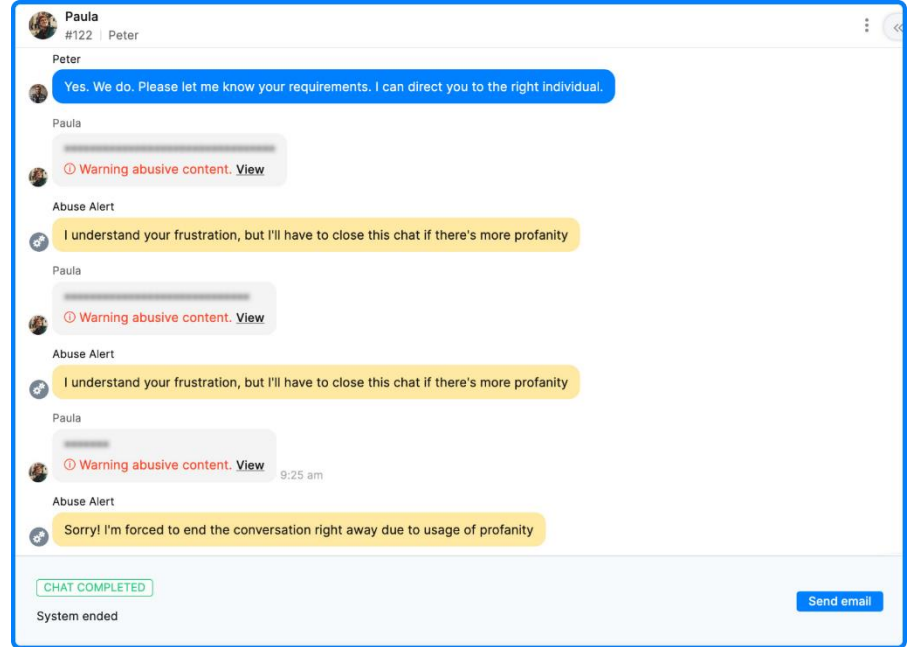 Paula
#122 | Peter
Peter
Yes. We do. Please let me know your requirements. I can direct you to the right individual.
Paula
Warning abusive content. View
Abuse Alert
I understand your frustration, but I'll have to close this chat if there's more profanity
Paula
Warning abusive content. View
Abuse Alert
I understand your frustration, but I'll have to close this chat if there's more profanity
Paula
Warning abusive content. View
9:25 am
Abuse Alert
Sorry! I'm forced to end the conversation right away due to usage of profanity
CHAT COMPLETED
System ended
Send email